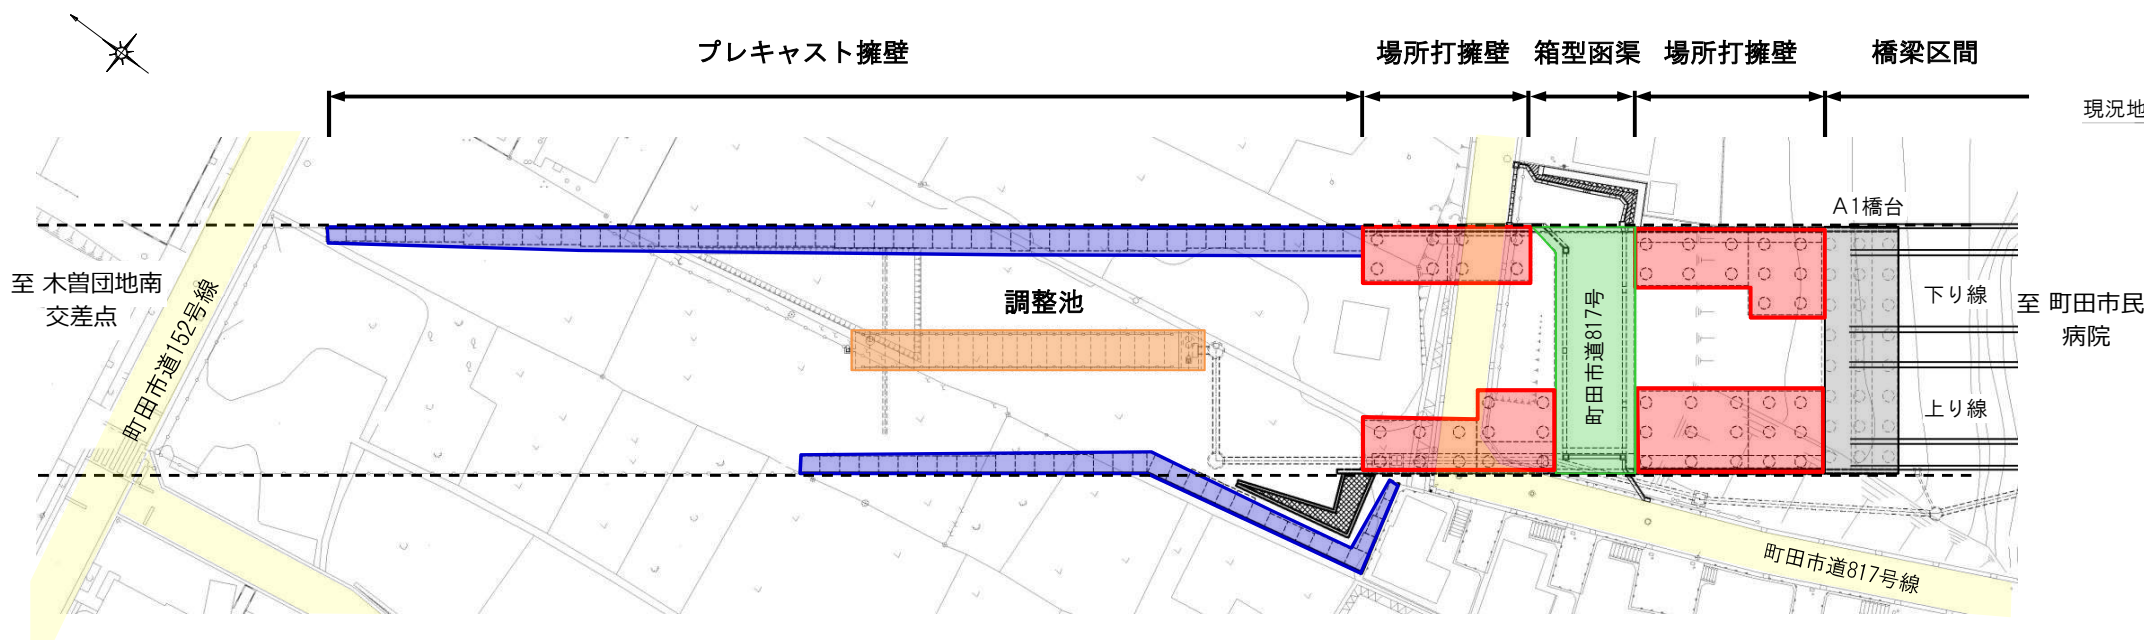 プレキャスト擁壁
場所打擁壁
箱型函渠
場所打擁壁
橋梁区間
現況地
A1橋台
至 木曽団地南
交差点
町田市道152号線
調整池
町田市道817号
下り線
上り線
至 町田市民
病院
町田市道817号線